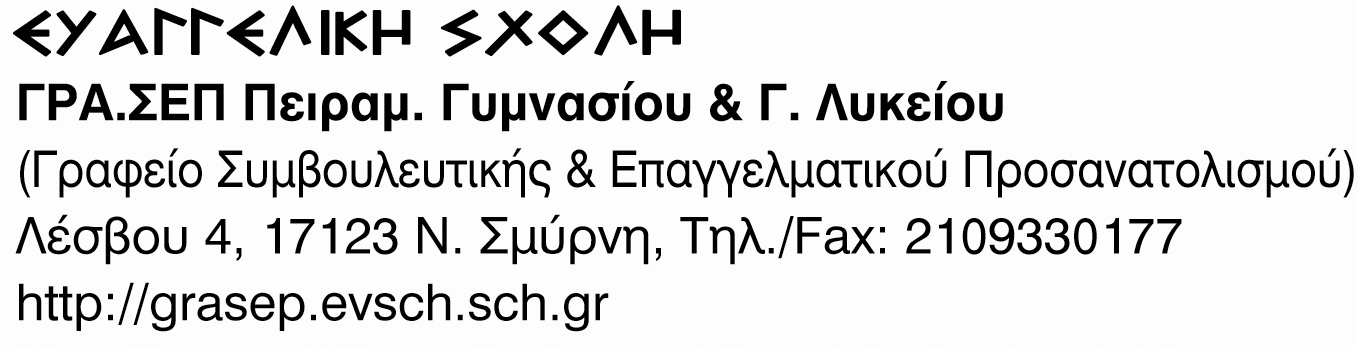 ΕΥΑΓΓΕΛΙΚΗ ΣΧΟΛΗ
ΓΡΑ.ΣΕΠ Πειραμ. Γυμνασίου & Γ. Λυκείου
(Γραφείο Συμβουλευτικής & Επαγγελματικού Προσανατολισμού)
Λέσβου 4, 17123 Ν. Σμύρνη, Τηλ./Fax: 2109330177
http://grasep.evsch.sch.gr